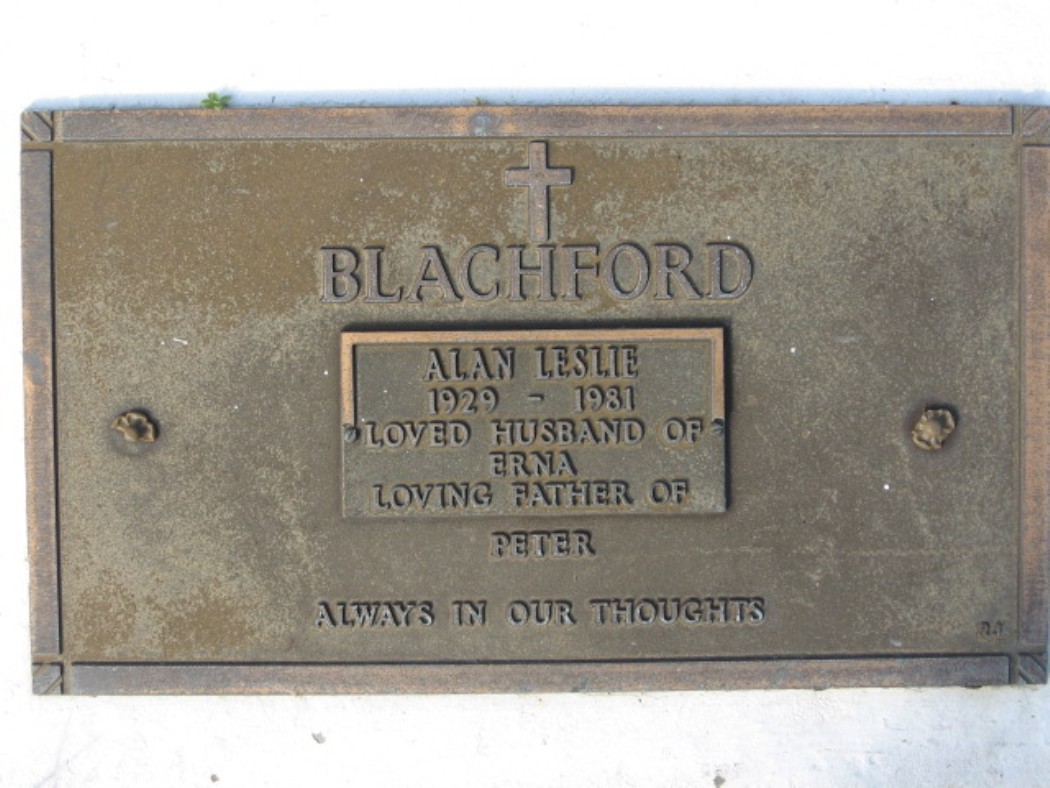 BLACHFORD
ALAN LESLIE
1929 - 1981
LOVED HUSBAND OF
ERNA
LOVING FATHER OF
PETER
ALWAYS IN OUR THOUGHTS